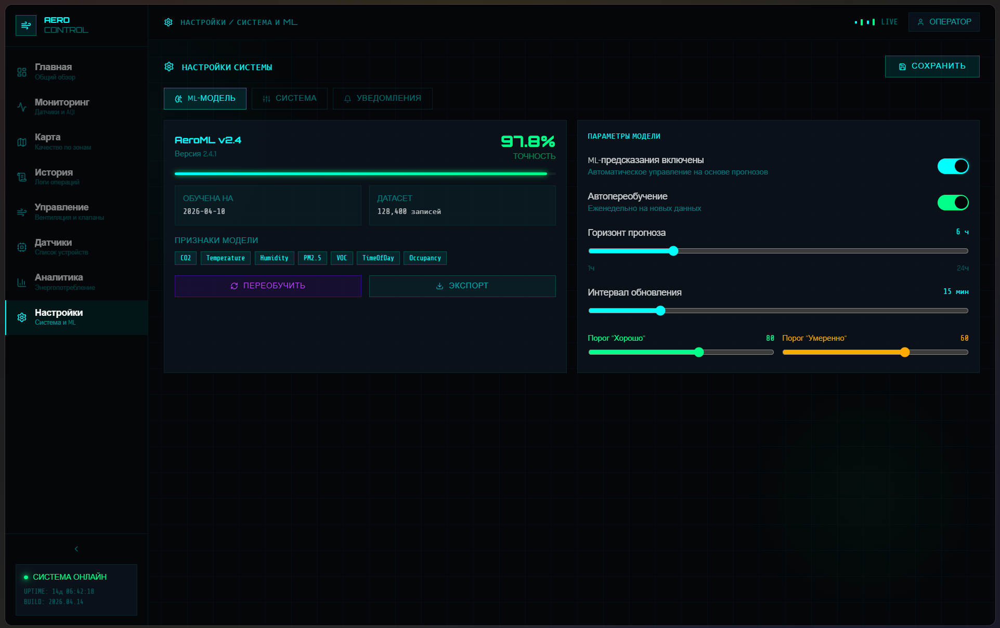 AERO
CONTROL
НАСТРОЙКИ / СИСТЕМА И ML
LIVE
ОПЕРАТОР
Главная
Общий обзор
Мониторинг
Датчики и AQI
Карта
Качество по зонам
История
Логи операций
Управление
Вентиляция и клапаны
Датчики
Список устройств
Аналитика
Энергопотребление
Настройки
Система и ML
СИСТЕМА ОНЛАЙН
UPTIME: 14д 06:42:18
BUILD: 2026.04.14
НАСТРОЙКИ СИСТЕМЫ
СОХРАНИТЬ
ML-МОДЕЛЬ
СИСТЕМА
УВЕДОМЛЕНИЯ
AeroML v2.4
Версия 2.4.1
97.8%
ТОЧНОСТЬ
ОБУЧЕНА НА
2026-04-10
ДАТАСЕТ
128,400 записей
ПРИЗНАКИ МОДЕЛИ
CO2 Temperature Humidity PM2.5 VOC TimeOfDay Occupancy
ПЕРЕОБУЧИТЬ
ЭКСПОРТ
ПАРАМЕТРЫ МОДЕЛИ
ML-предсказания включены
Автоматическое управление на основе прогнозов
Автопереобучение
Еженедельно на новых данных
Горизонт прогноза 6 ч
1ч 24ч
Интервал обновления 15 мин
Порог "Хорошо" 80
Порог "Умеренно" 60